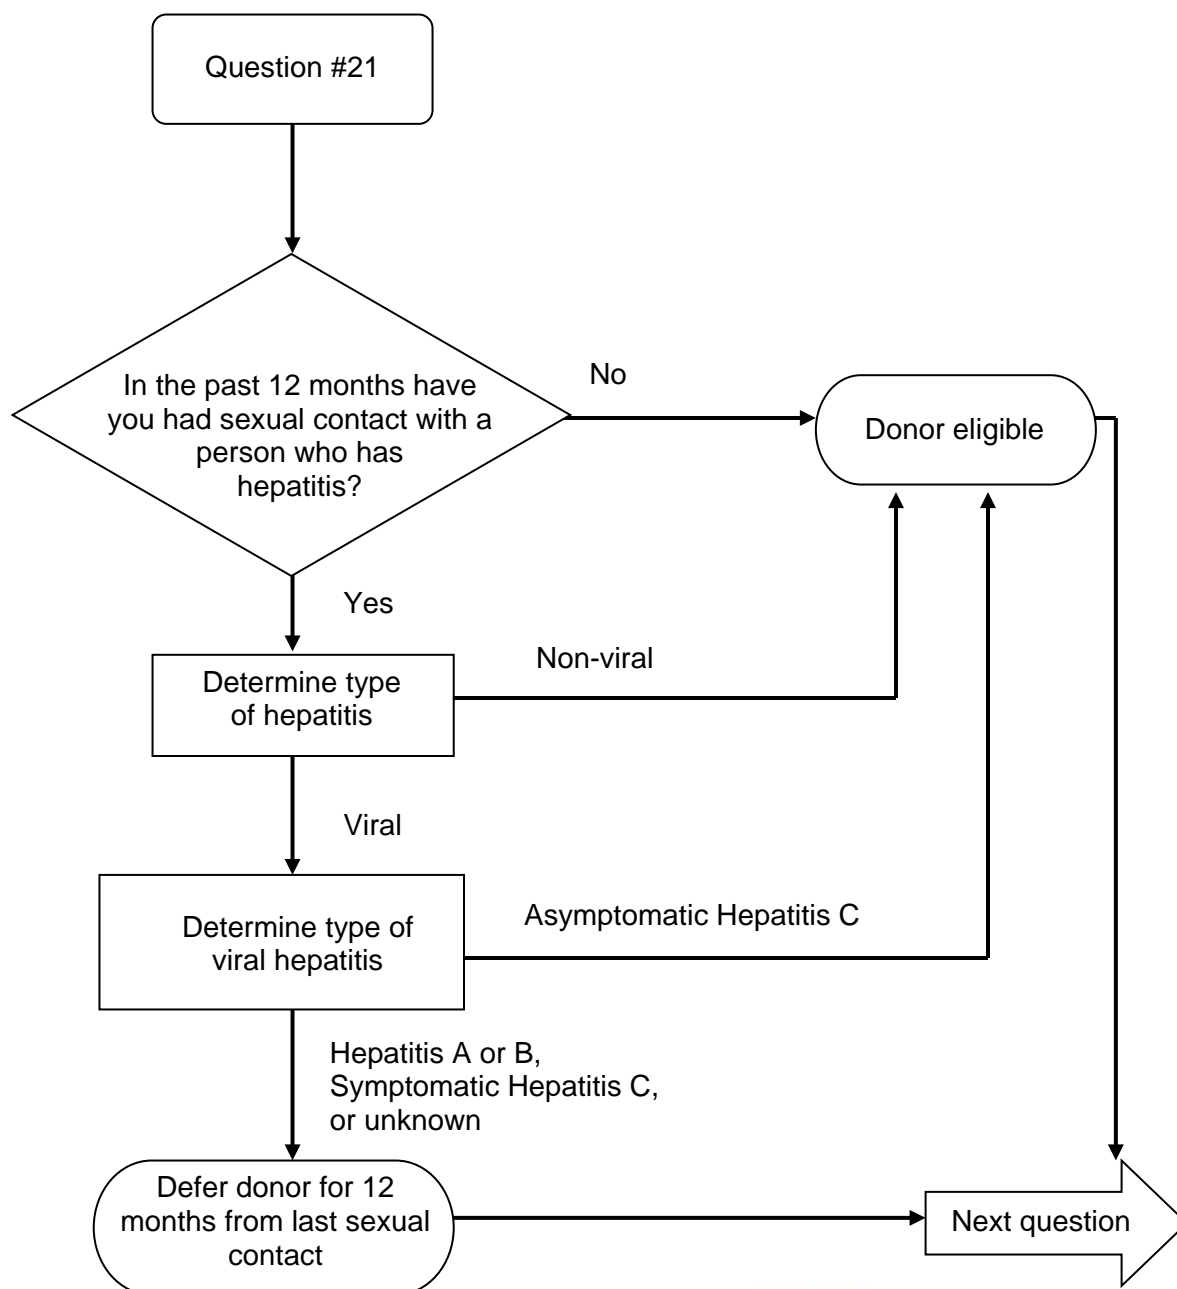 Question #21
In the past 12 months have
you had sexual contact with a
person who has
hepatitis?
No
Donor eligible
Yes
Determine type
of hepatitis
Non-viral
Viral
Determine type of
viral hepatitis
Asymptomatic Hepatitis C
Hepatitis A or B,
Symptomatic Hepatitis C,
or unknown
Defer donor for 12
months from last sexual
contact
Next question